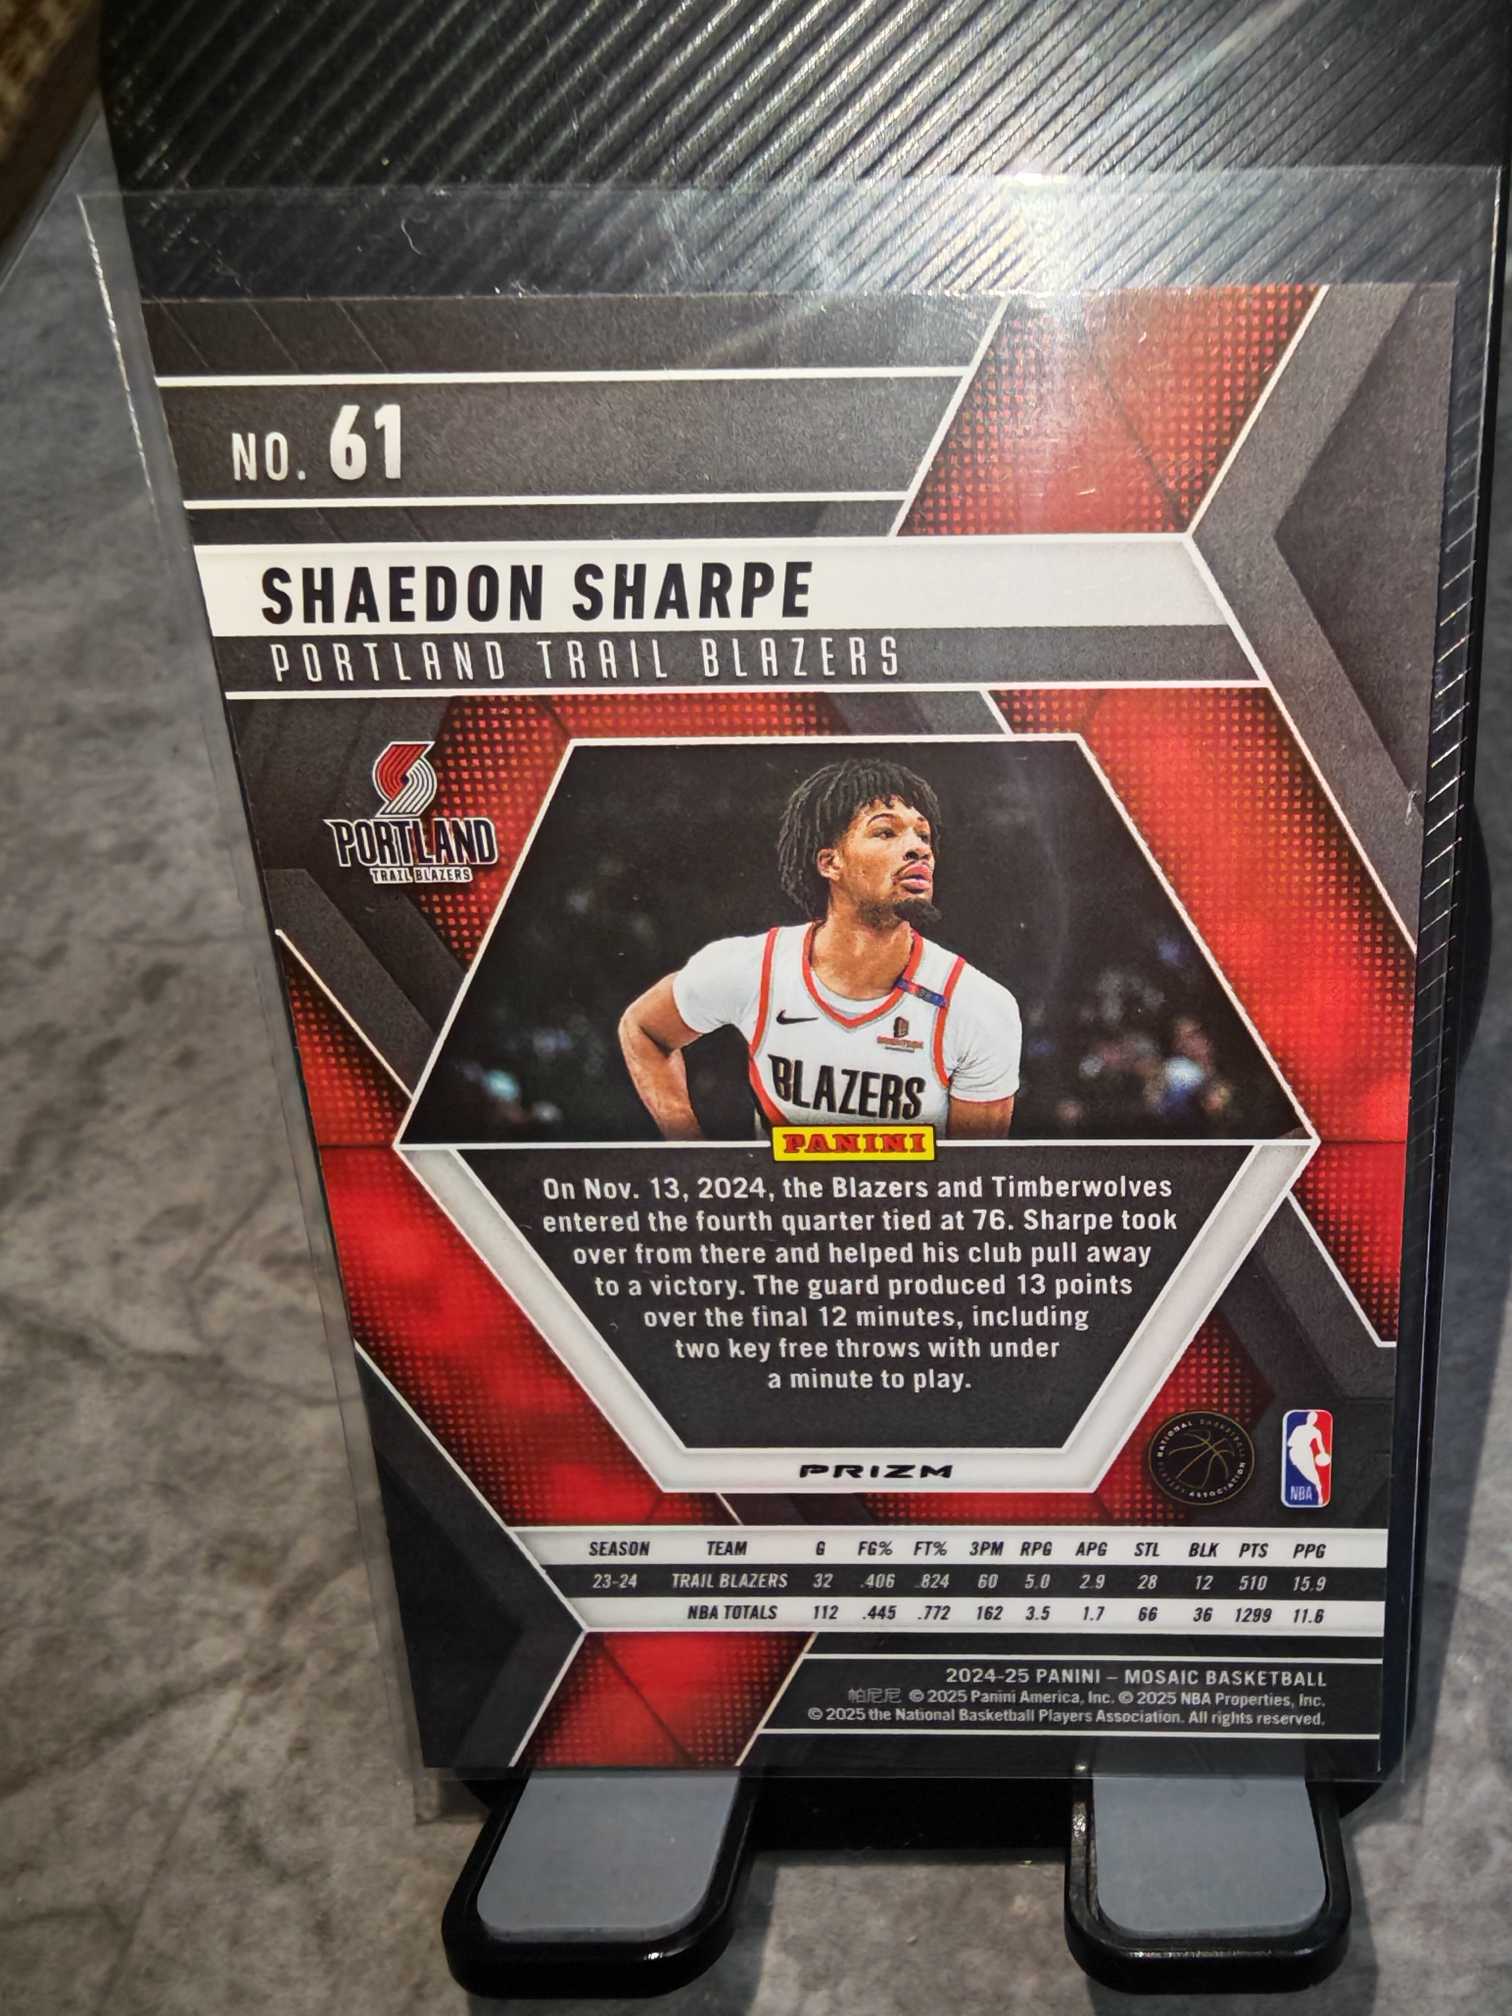 NO. 61
SHAEDON SHARPE
PORTLAND TRAIL BLAZERS
PORTLAND
TRAIL BLAZERS
BLAZERS
PANINI
On Nov. 13, 2024, the Blazers and Timberwolves
entered the fourth quarter tied at 76. Sharpe took
over from there and helped his club pull away
to a victory. The guard produced 13 points
over the final 12 minutes, including
two key free throws with under
a minute to play.
PRIZM
NATIONAL BASKETBALL
PLAYERS ASSOCIATION
NBA
SEASON TEAM G FG% FT% 3PM RPG APG STL BLK PTS PPG
23-24 TRAIL BLAZERS 32 .406 .824 60 5.0 2.9 28 12 510 15.9
NBA TOTALS 112 .445 .772 162 3.5 1.7 66 36 1299 11.6
2024-25 PANINI – MOSAIC BASKETBALL
帕尼尼 © 2025 Panini America, Inc. © 2025 NBA Properties, Inc.
© 2025 the National Basketball Players Association. All rights reserved.